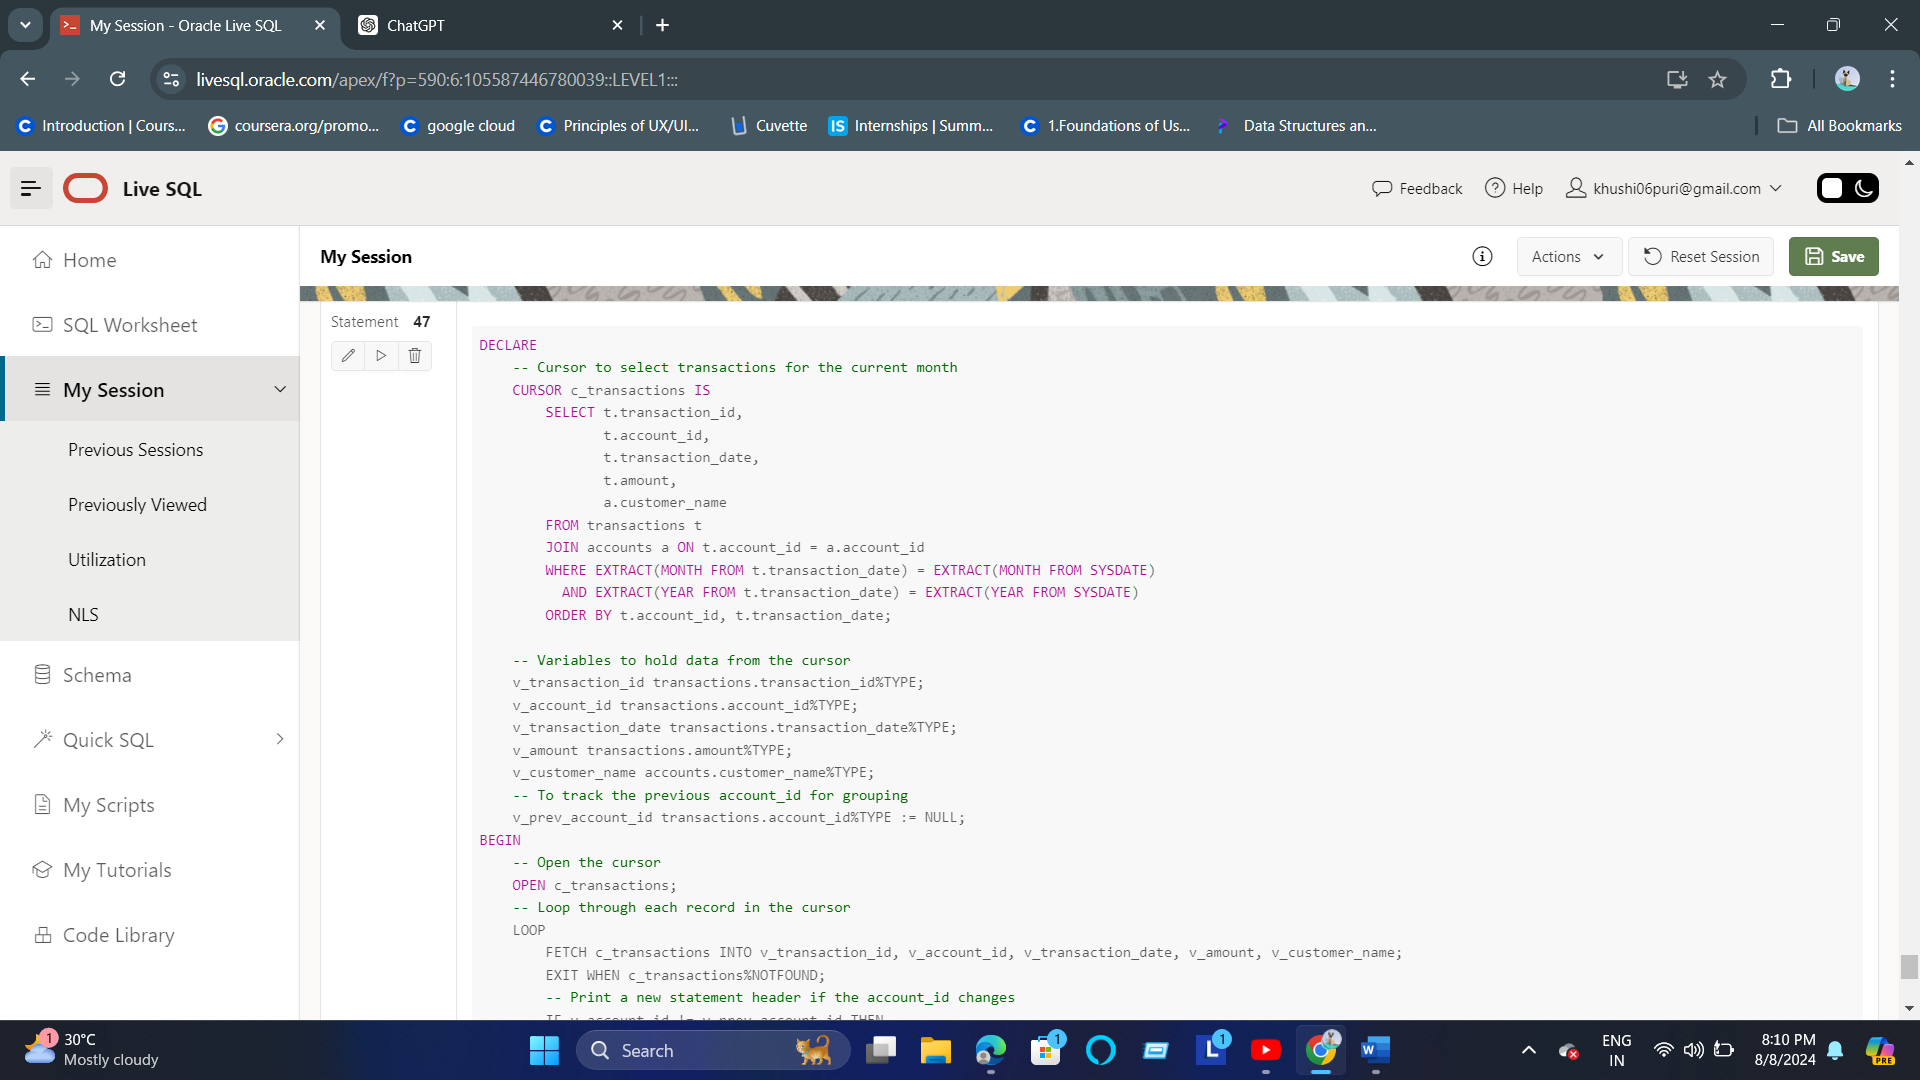 My Session - Oracle Live SQL
ChatGPT
livesql.oracle.com/apex/f?p=590:6:105587446780039::LEVEL1:::
Introduction | Cours...
coursera.org/promo...
google cloud
Principles of UX/UI...
Cuvette
Internships | Summ...
1.Foundations of Us...
Data Structures an...
All Bookmarks
Live SQL
Feedback
Help
khushi06puri@gmail.com
Home
SQL Worksheet
My Session
Previous Sessions
Previously Viewed
Utilization
NLS
Schema
Quick SQL
My Scripts
My Tutorials
Code Library
My Session
Actions
Reset Session
Save
Statement 47
DECLARE
-- Cursor to select transactions for the current month
CURSOR c_transactions IS
SELECT t.transaction_id,
t.account_id,
t.transaction_date,
t.amount,
a.customer_name
FROM transactions t
JOIN accounts a ON t.account_id = a.account_id
WHERE EXTRACT(MONTH FROM t.transaction_date) = EXTRACT(MONTH FROM SYSDATE)
AND EXTRACT(YEAR FROM t.transaction_date) = EXTRACT(YEAR FROM SYSDATE)
ORDER BY t.account_id, t.transaction_date;
-- Variables to hold data from the cursor
v_transaction_id transactions.transaction_id%TYPE;
v_account_id transactions.account_id%TYPE;
v_transaction_date transactions.transaction_date%TYPE;
v_amount transactions.amount%TYPE;
v_customer_name accounts.customer_name%TYPE;
-- To track the previous account_id for grouping
v_prev_account_id transactions.account_id%TYPE := NULL;
BEGIN
-- Open the cursor
OPEN c_transactions;
-- Loop through each record in the cursor
LOOP
FETCH c_transactions INTO v_transaction_id, v_account_id, v_transaction_date, v_amount, v_customer_name;
EXIT WHEN c_transactions%NOTFOUND;
-- Print a new statement header if the account_id changes
IF v_account_id != v_prev_account_id THEN
1
30°C
Mostly cloudy
Search
1
L
1
W
ENG
IN
8:10 PM
8/8/2024
PRE